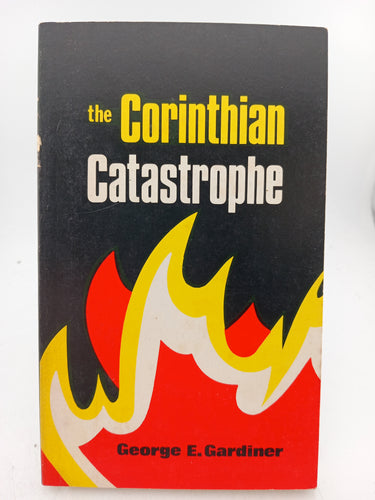 the Corinthian
Catastrophe
George E. Gardiner